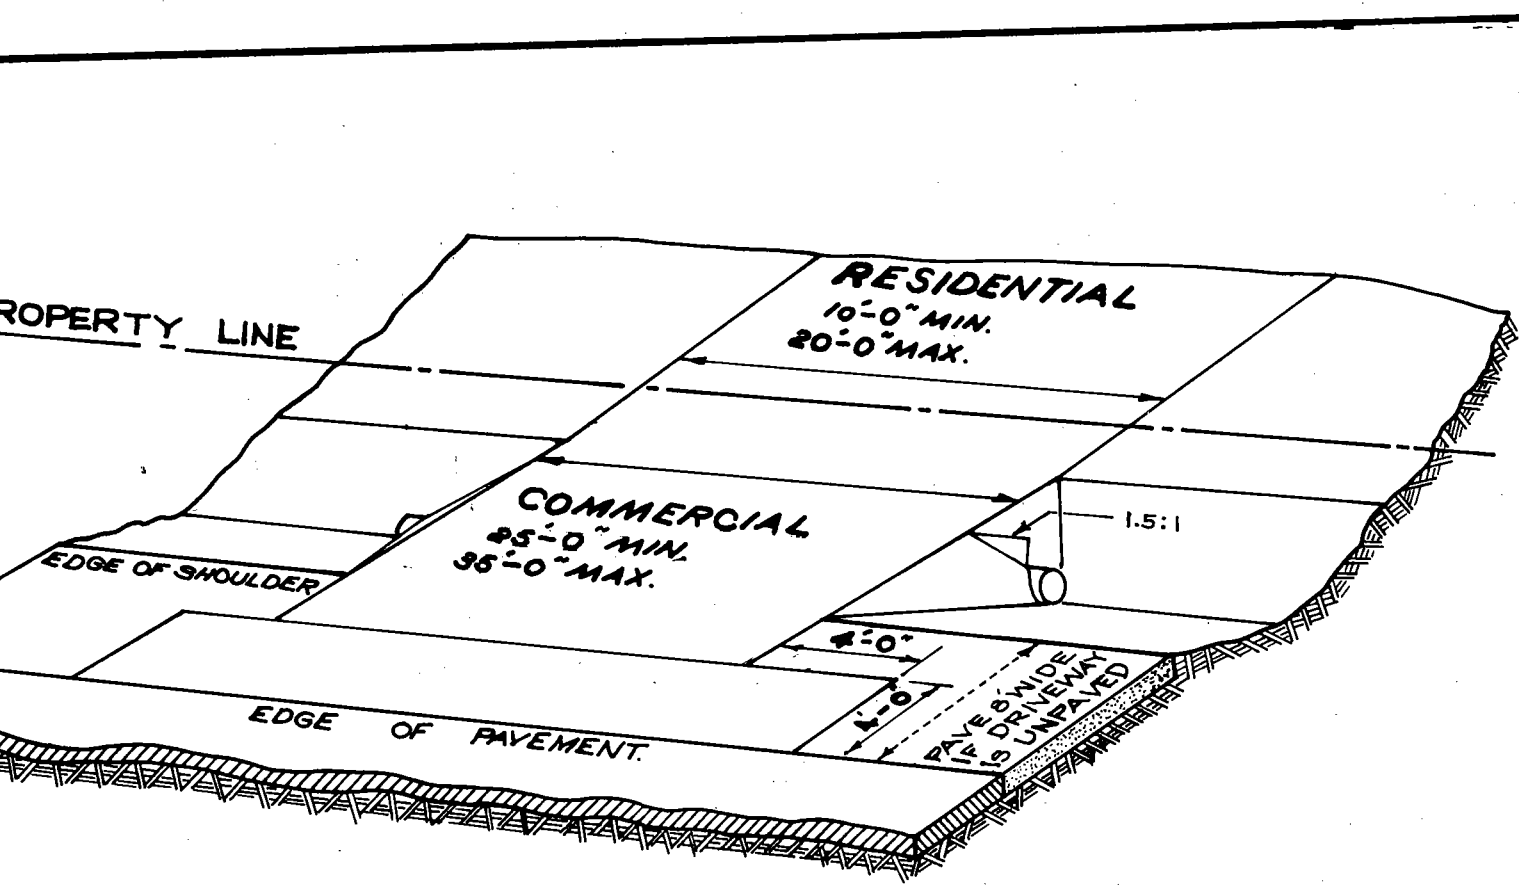 RESIDENTIAL
10'-0" MIN.
20'-0" MAX.
ROPERTY LINE
COMMERCIAL
25'-0" MIN.
35'-0" MAX.
1.5:1
EDGE OF SHOULDER
4'-0"
4'-0
PAVE 8' WIDE
IF DRIVEWAY
IS UNPAVED
EDGE OF PAVEMENT.